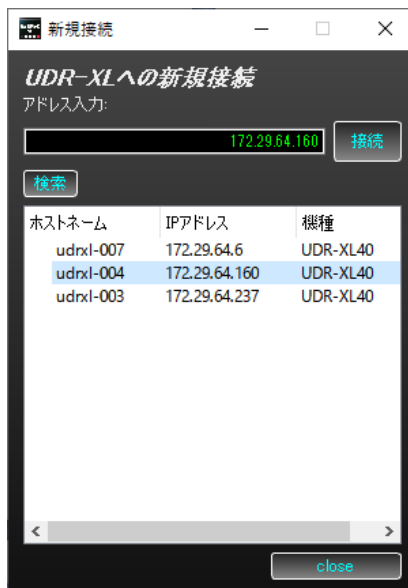 新規接続
UDR-XLへの新規接続
アドレス入力:
172.29.64.160 接続
検索
ホストネーム IPアドレス 機種
udrxl-007 172.29.64.6 UDR-XL40
udrxl-004 172.29.64.160 UDR-XL40
udrxl-003 172.29.64.237 UDR-XL40
close